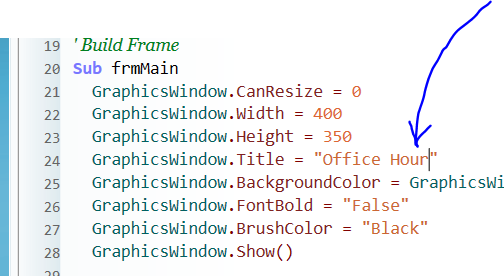 19 ' Build Frame
20 Sub frmMain
21 GraphicsWindow.CanResize = 0
22 GraphicsWindow.Width = 400
23 GraphicsWindow.Height = 350
24 GraphicsWindow.Title = "Office Hour"
25 GraphicsWindow.BackgroundColor = GraphicsWi
26 GraphicsWindow.FontBold = "False"
27 GraphicsWindow.BrushColor = "Black"
28 GraphicsWindow.Show()